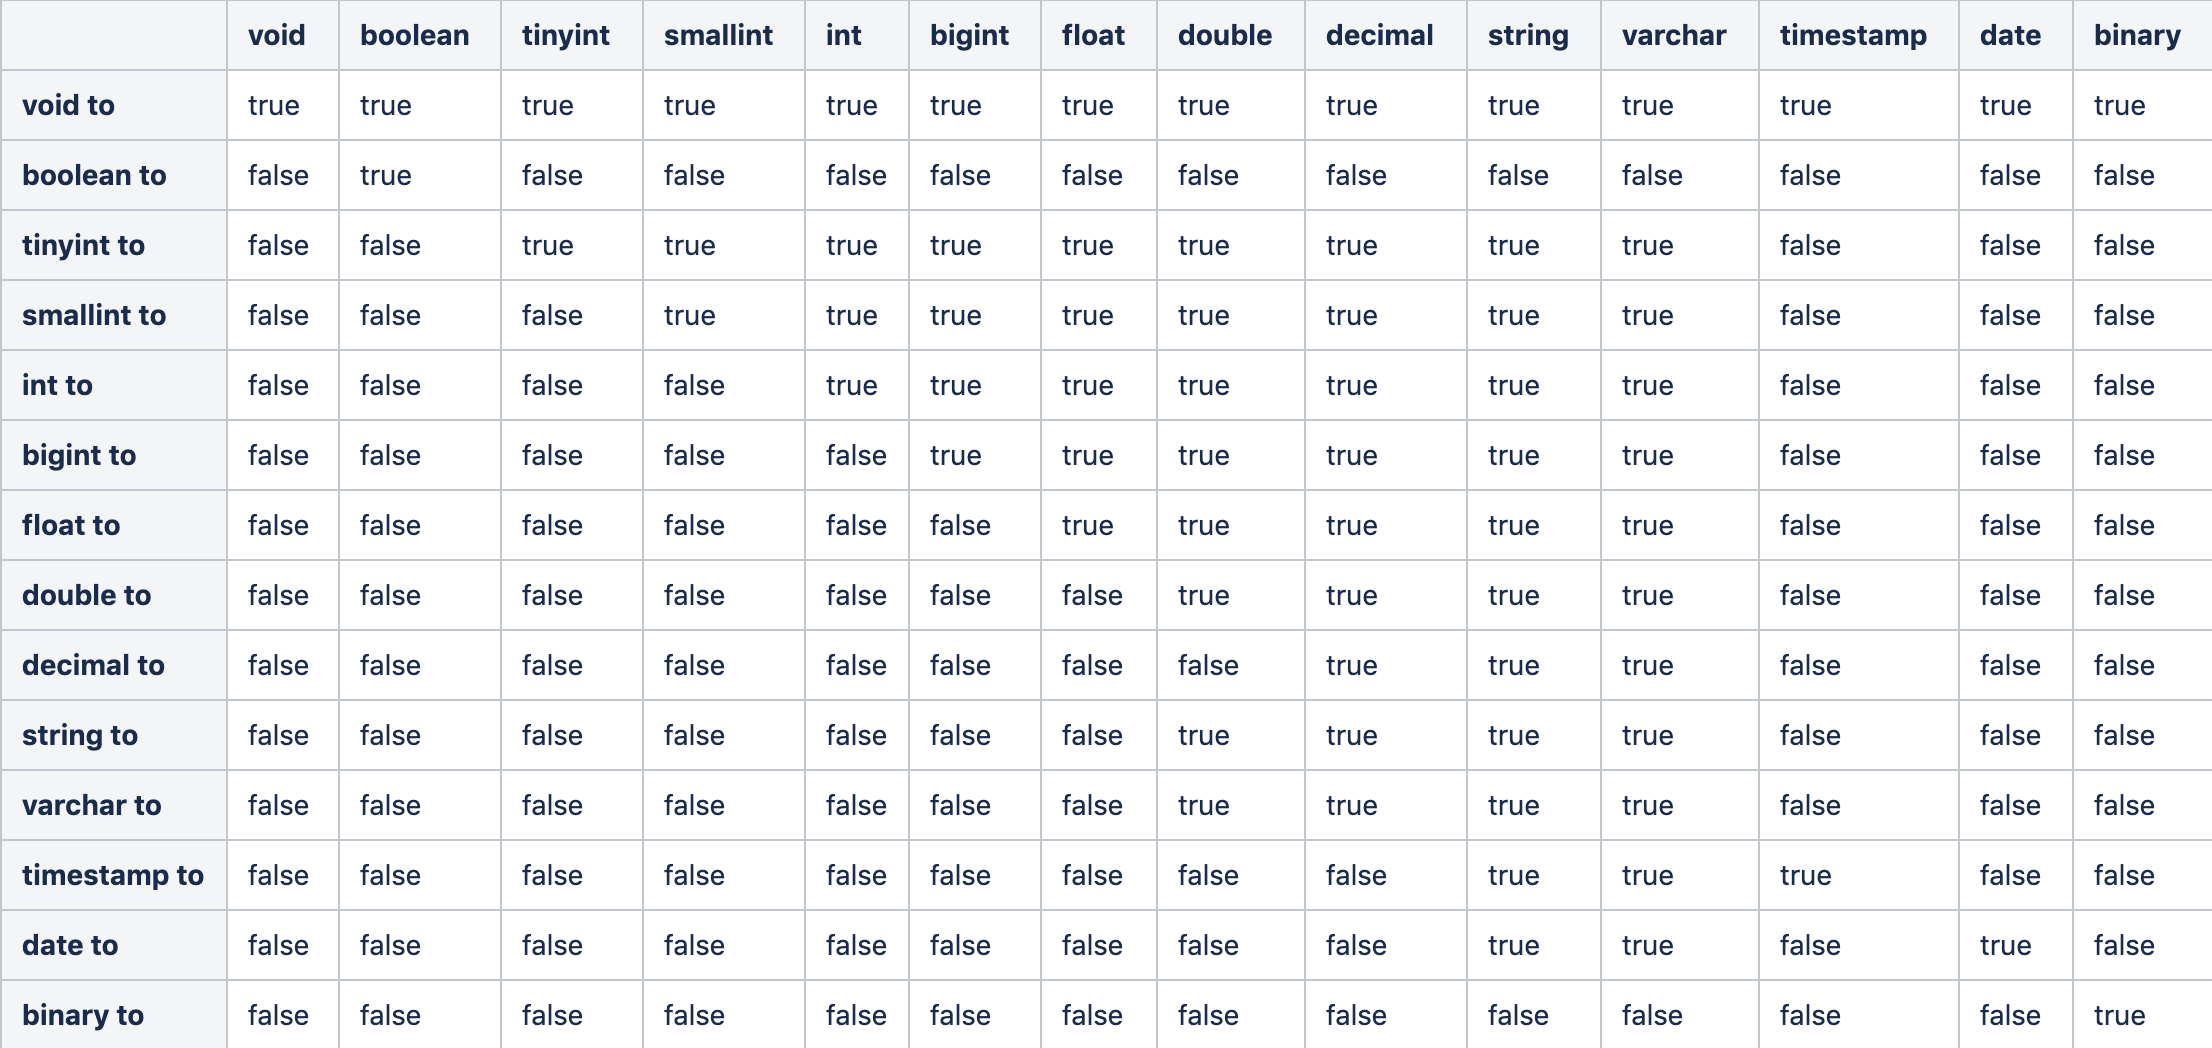 void boolean tinyint smallint int bigint float double decimal string varchar timestamp date binary
void to true true true true true true true true true true true true true true
boolean to false true false false false false false false false false false false false false
tinyint to false false true true true true true true true true true false false false
smallint to false false false true true true true true true true true false false false
int to false false false false true true true true true true true false false false
bigint to false false false false false true true true true true true false false false
float to false false false false false false true true true true true false false false
double to false false false false false false false true true true true false false false
decimal to false false false false false false false false true true true false false false
string to false false false false false false false true true true true false false false
varchar to false false false false false false false true true true true false false false
timestamp to false false false false false false false false false true true true false false
date to false false false false false false false false false true true false true false
binary to false false false false false false false false false false false false false true